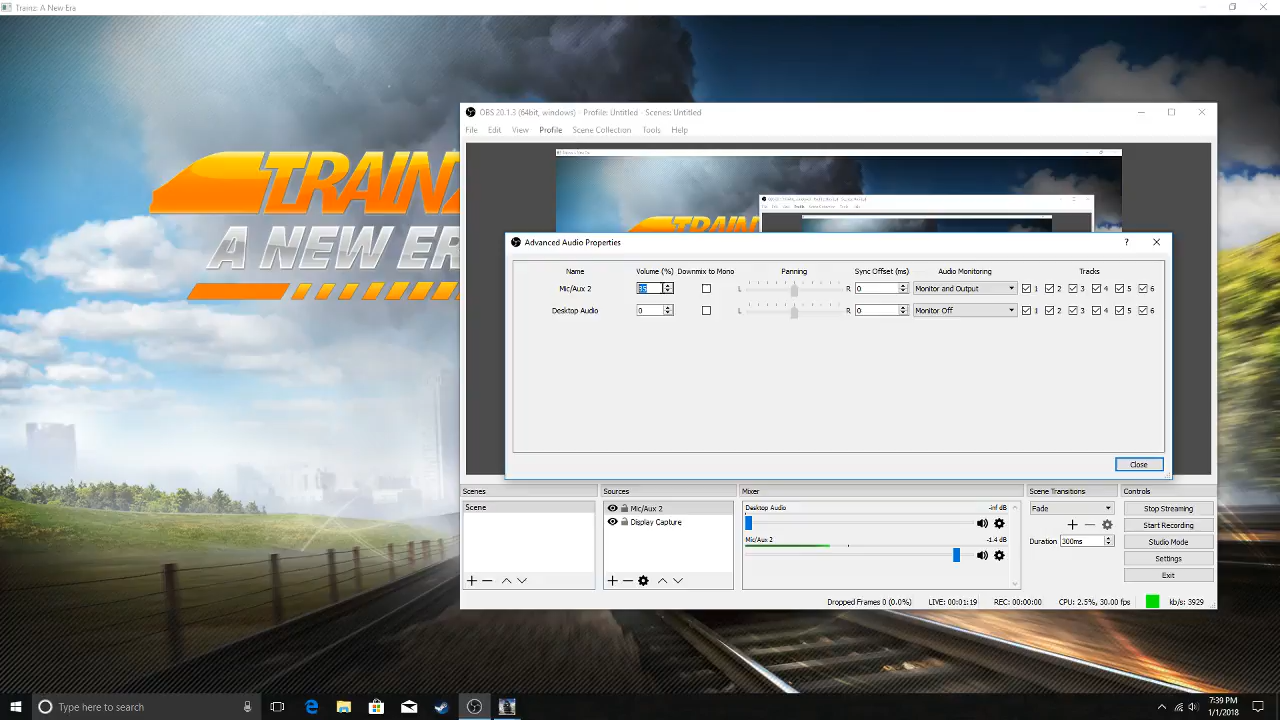 Trainz: A New Era
TRAINZ
A NEW ERA
OBS 20.1.3 (64bit, windows) - Profile: Untitled - Scenes: Untitled
File Edit View Profile Scene Collection Tools Help
Advanced Audio Properties ?
Name Volume (%) Downmix to Mono Panning Sync Offset (ms) Audio Monitoring Tracks
Mic/Aux 2 85 L R 0 Monitor and Output 1 2 3 4 5 6
Desktop Audio 0 L R 0 Monitor Off 1 2 3 4 5 6
Close
Scenes Sources Mixer Scene Transitions Controls
Scene Mic/Aux 2 Desktop Audio -inf dB Fade Stop Streaming
Display Capture Start Recording
Mic/Aux 2 -1.4 dB Duration 300ms Studio Mode
Settings
Exit
Dropped Frames 0 (0.0%) LIVE: 00:01:19 REC: 00:00:00 CPU: 2.5%, 30.00 fps kb/s: 3929
Type here to search
7:39 PM
1/1/2018